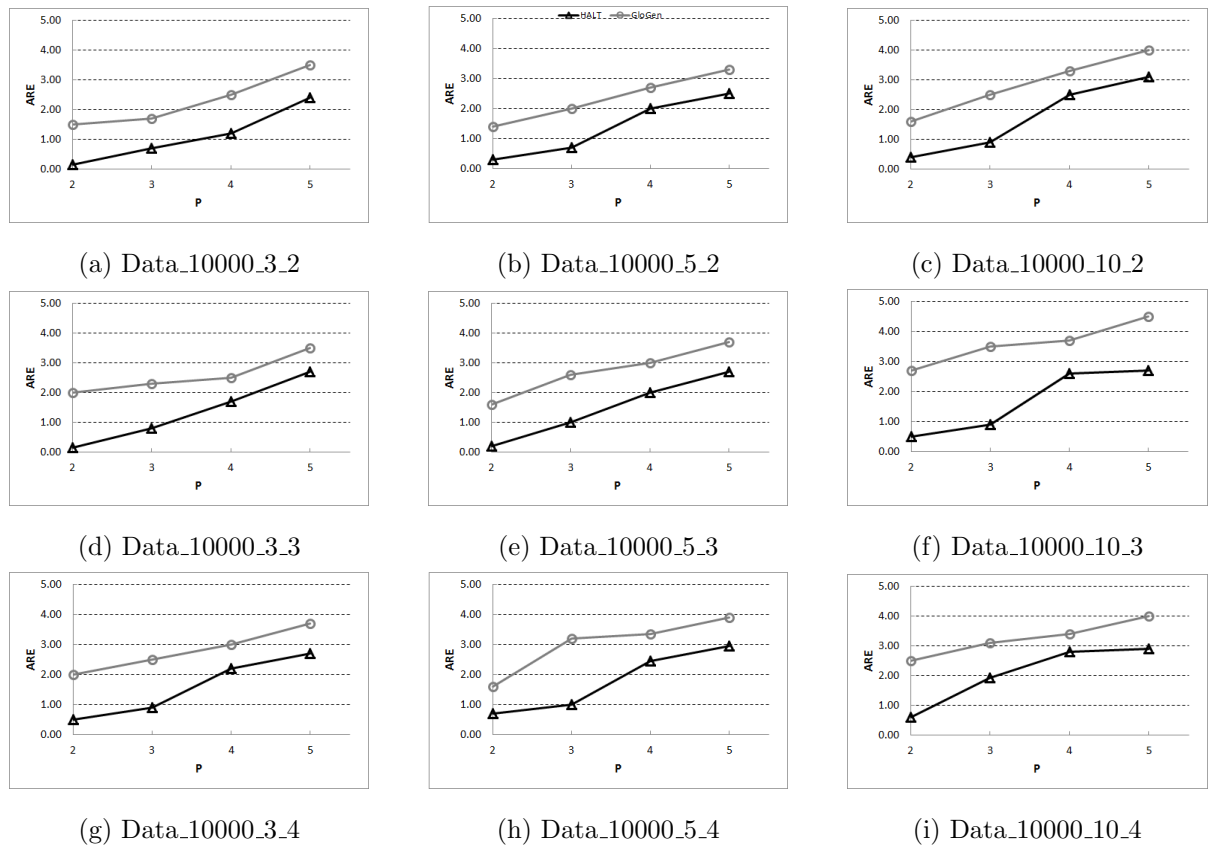 5.00
4.00
3.00
2.00
1.00
0.00
ARE
2 3 4 5
P
(a) Data_10000_3_2
HALT GloGen
5.00
4.00
3.00
2.00
1.00
0.00
ARE
2 3 4 5
P
(b) Data_10000_5_2
5.00
4.00
3.00
2.00
1.00
0.00
ARE
2 3 4 5
P
(c) Data_10000_10_2
5.00
4.00
3.00
2.00
1.00
0.00
ARE
2 3 4 5
P
(d) Data_10000_3_3
5.00
4.00
3.00
2.00
1.00
0.00
ARE
2 3 4 5
P
(e) Data_10000_5_3
5.00
4.00
3.00
2.00
1.00
0.00
ARE
2 3 4 5
P
(f) Data_10000_10_3
5.00
4.00
3.00
2.00
1.00
0.00
ARE
2 3 4 5
P
(g) Data_10000_3_4
5.00
4.00
3.00
2.00
1.00
0.00
ARE
2 3 4 5
P
(h) Data_10000_5_4
5.00
4.00
3.00
2.00
1.00
0.00
ARE
2 3 4 5
P
(i) Data_10000_10_4